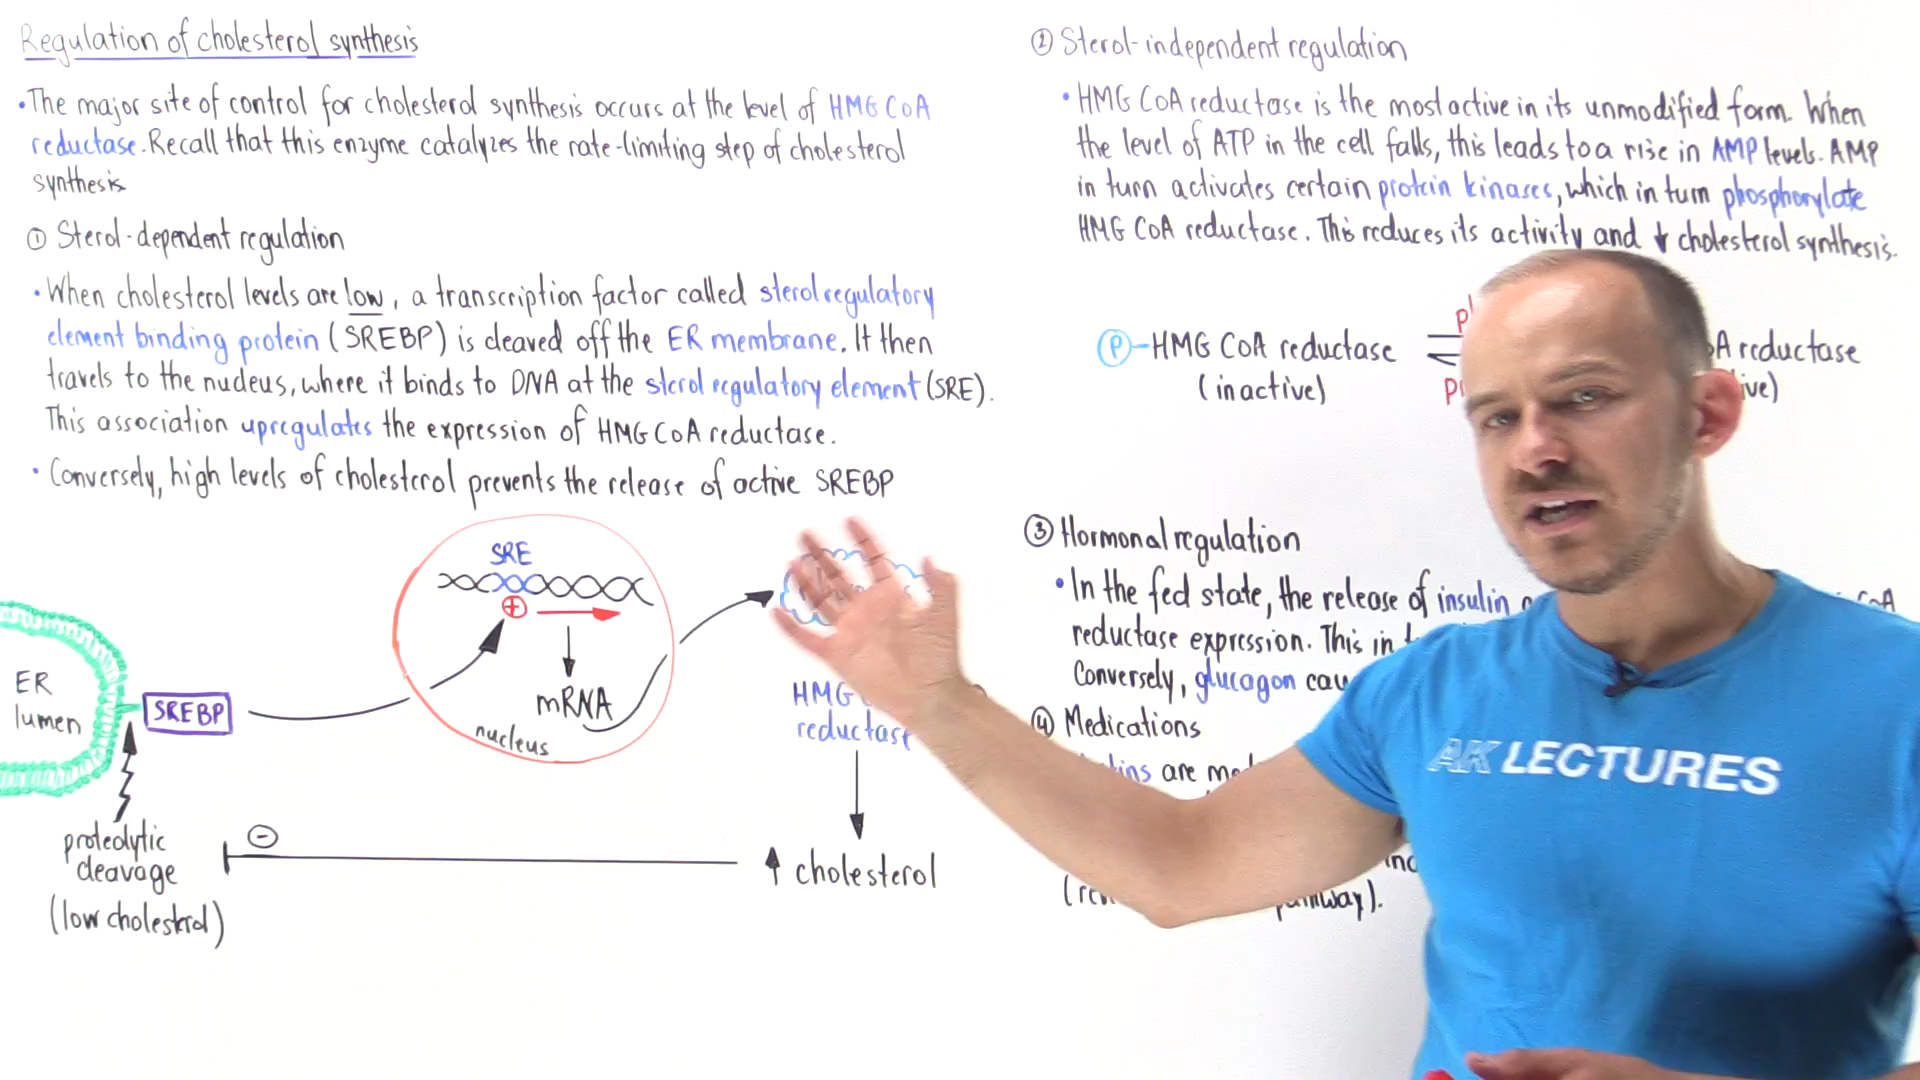 Regulation of cholesterol synthesis
•The major site of control for cholesterol synthesis occurs at the level of HMG CoA
reductase. Recall that this enzyme catalyzes the rate-limiting step of cholesterol
synthesis
① Sterol-dependent regulation
•When cholesterol levels are low, a transcription factor called sterol regulatory
element binding protein (SREBP) is cleaved off the ER membrane. It then
travels to the nucleus, where it binds to DNA at the sterol regulatory element (SRE).
This association upregulates the expression of HMG CoA reductase.
• Conversely, high levels of cholesterol prevents the release of active SREBP
SRE
+
mRNA
nucleus
ER
lumen
SREBP
proteolytic
cleavage
(low cholesterol)
-
HMG
reductase
↑ cholesterol
② Sterol-independent regulation
• HMG CoA reductase is the most active in its unmodified form. When
the level of ATP in the cell falls, this leads to a rise in AMP levels. AMP
in turn activates certain protein kinases, which in turn phosphorylate
HMG CoA reductase. This reduces its activity and ↓ cholesterol synthesis.
P-HMG CoA reductase
(inactive)
A reductase
③ Hormonal regulation
•In the fed state, the release of insulin
reductase expression. This in
Conversely, glucagon
④ Medications
are
pathway).
AK LECTURES